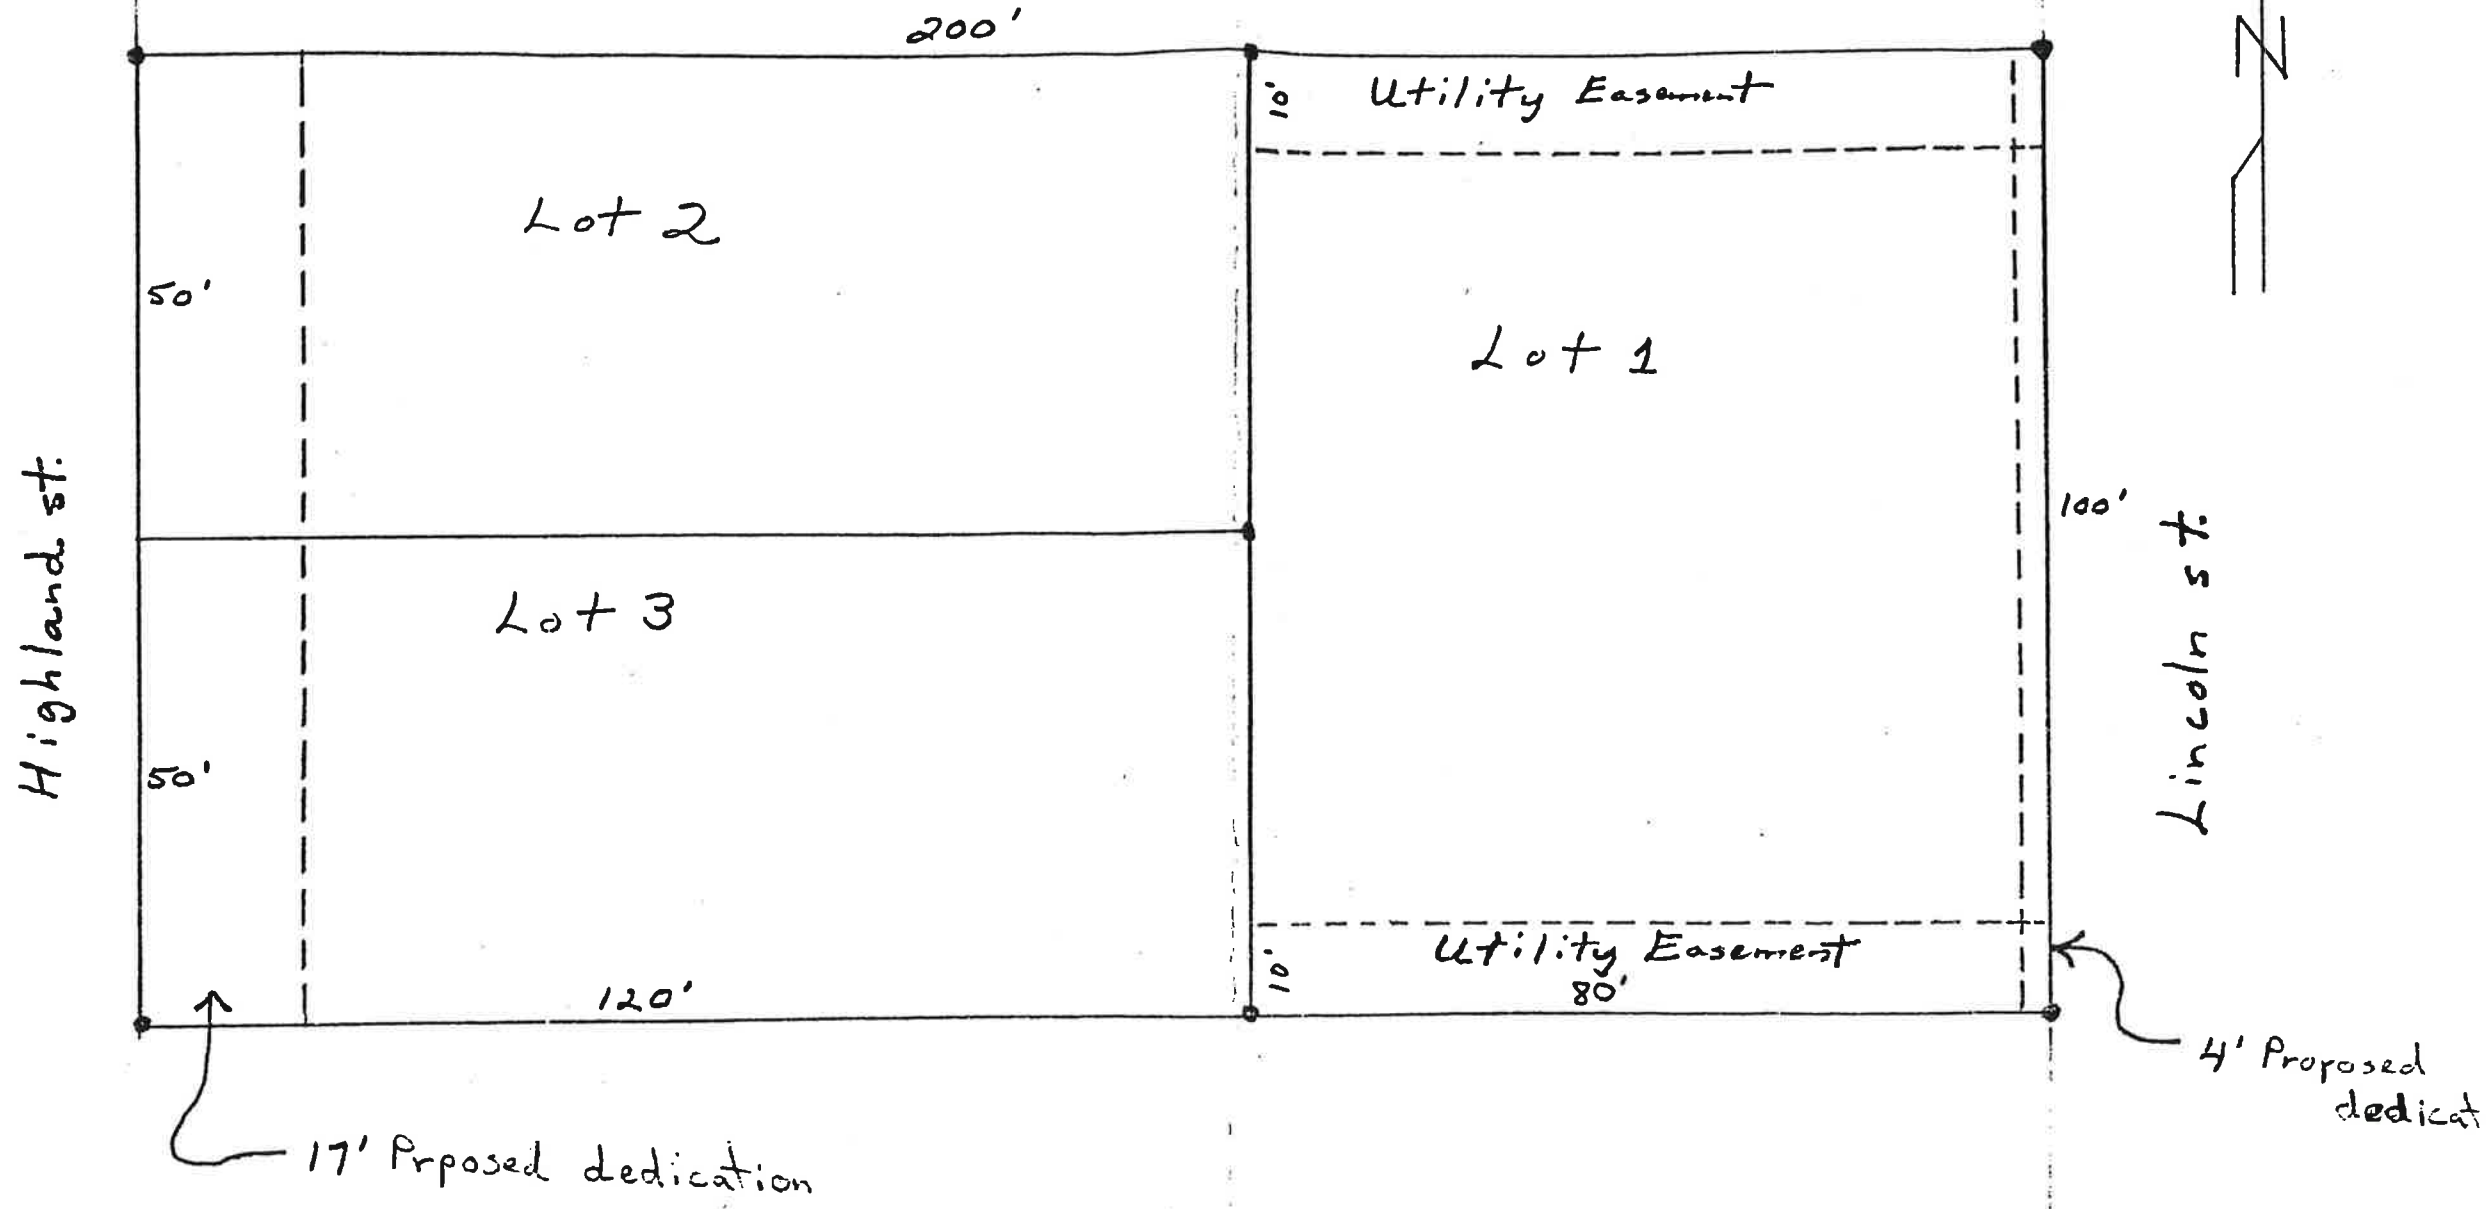 200'
N
10'
Utility Easement
Lot 2
50'
Lot 1
Highland st.
100'
Lincoln st.
Lot 3
50'
Utility Easement
10'
120'
80'
4' Proposed
dedicat
17' Prposed dedication